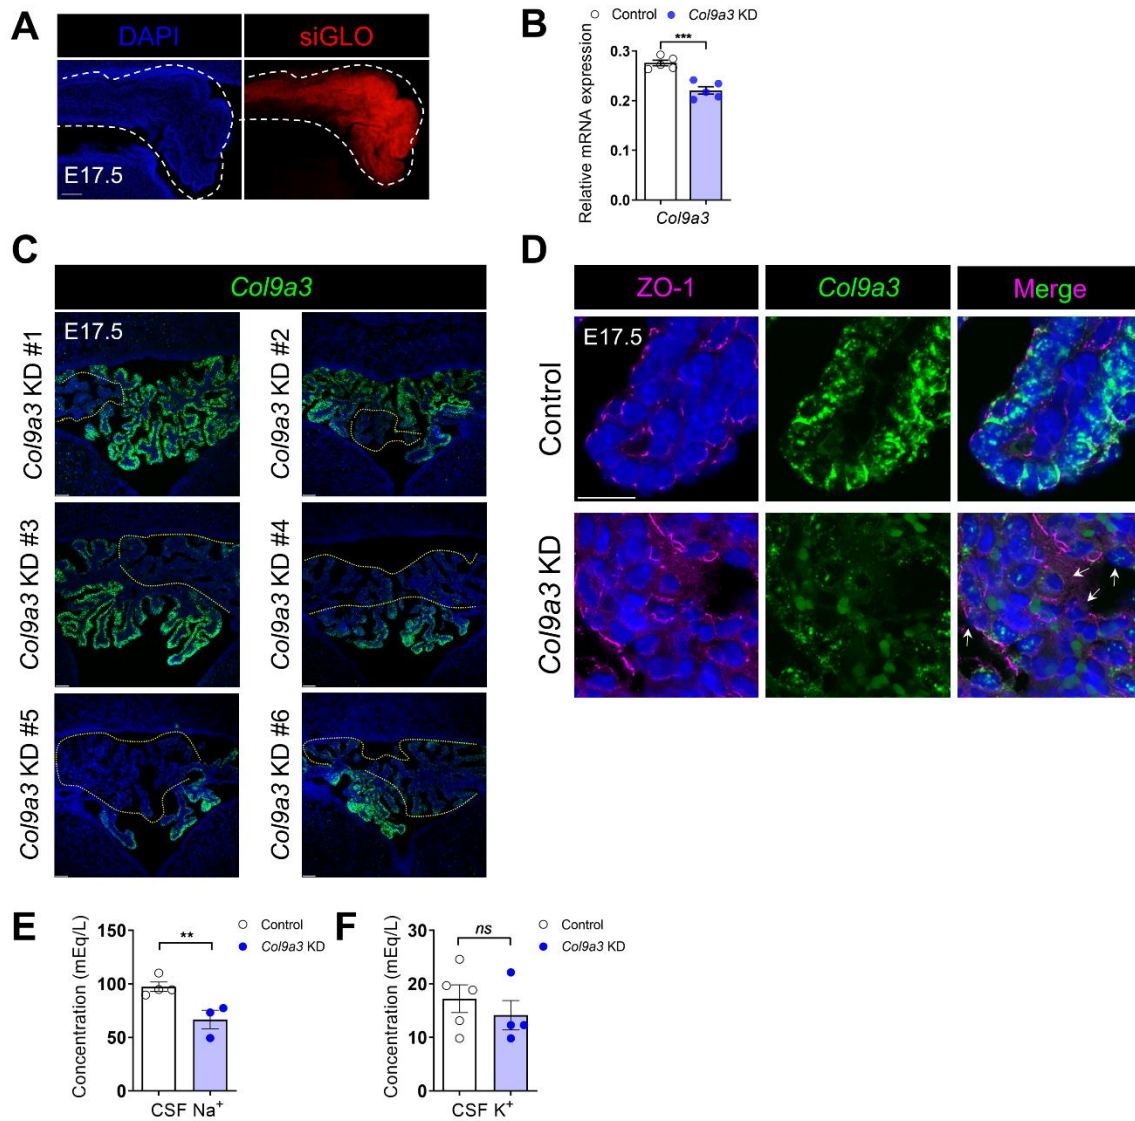 A
DAPI
siGLO
E17.5
B
Control
Col9a3 KD
***
Relative mRNA expression
0.3
0.2
0.1
0.0
Col9a3
C
Col9a3
E17.5
Col9a3 KD #1
Col9a3 KD #2
Col9a3 KD #3
Col9a3 KD #4
Col9a3 KD #5
Col9a3 KD #6
D
ZO-1
Col9a3
Merge
E17.5
Control
Col9a3 KD
E
Concentration (mEq/L)
150
100
50
0
**
Control
Col9a3 KD
CSF Na⁺
F
Concentration (mEq/L)
30
20
10
0
ns
Control
Col9a3 KD
CSF K⁺